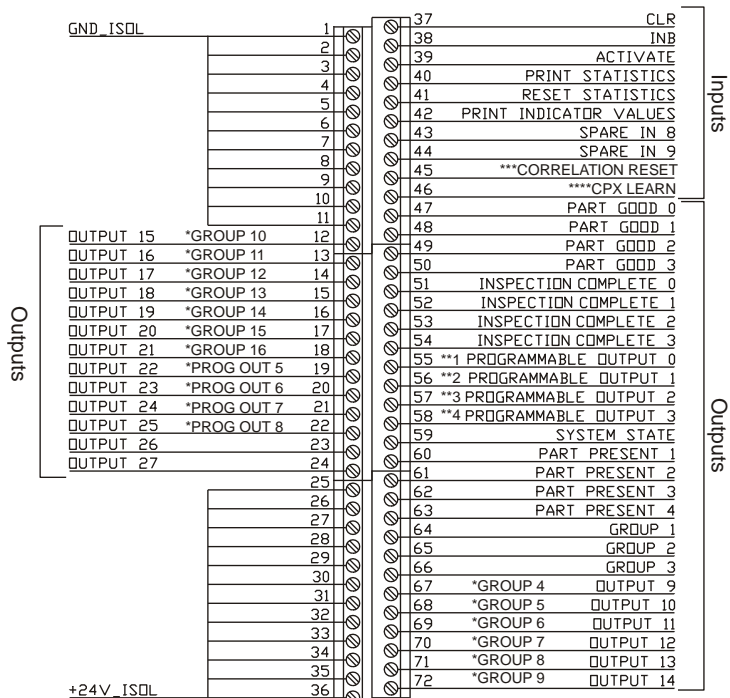 GND_ISOL 1
2
3
4
5
6
7
8
9
10
11
OUTPUT 15 *GROUP 10 12
OUTPUT 16 *GROUP 11 13
OUTPUT 17 *GROUP 12 14
OUTPUT 18 *GROUP 13 15
OUTPUT 19 *GROUP 14 16
OUTPUT 20 *GROUP 15 17
OUTPUT 21 *GROUP 16 18
OUTPUT 22 *PROG OUT 5 19
OUTPUT 23 *PROG OUT 6 20
OUTPUT 24 *PROG OUT 7 21
OUTPUT 25 *PROG OUT 8 22
OUTPUT 26 23
OUTPUT 27 24
Outputs
25
26
27
28
29
30
31
32
33
34
35
+24V_ISOL 36
37 CLR
38 INB
39 ACTIVATE
40 PRINT STATISTICS
41 RESET STATISTICS
42 PRINT INDICATOR VALUES
43 SPARE IN 8
44 SPARE IN 9
45 ***CORRELATION RESET
46 ****CPX LEARN
Inputs
47 PART GOOD 0
48 PART GOOD 1
49 PART GOOD 2
50 PART GOOD 3
51 INSPECTION COMPLETE 0
52 INSPECTION COMPLETE 1
53 INSPECTION COMPLETE 2
54 INSPECTION COMPLETE 3
55 **1 PROGRAMMABLE OUTPUT 0
56 **2 PROGRAMMABLE OUTPUT 1
57 **3 PROGRAMMABLE OUTPUT 2
58 **4 PROGRAMMABLE OUTPUT 3
59 SYSTEM STATE
60 PART PRESENT 1
61 PART PRESENT 2
62 PART PRESENT 3
63 PART PRESENT 4
64 GROUP 1
65 GROUP 2
66 GROUP 3
67 *GROUP 4 OUTPUT 9
68 *GROUP 5 OUTPUT 10
69 *GROUP 6 OUTPUT 11
70 *GROUP 7 OUTPUT 12
71 *GROUP 8 OUTPUT 13
72 *GROUP 9 OUTPUT 14
Outputs